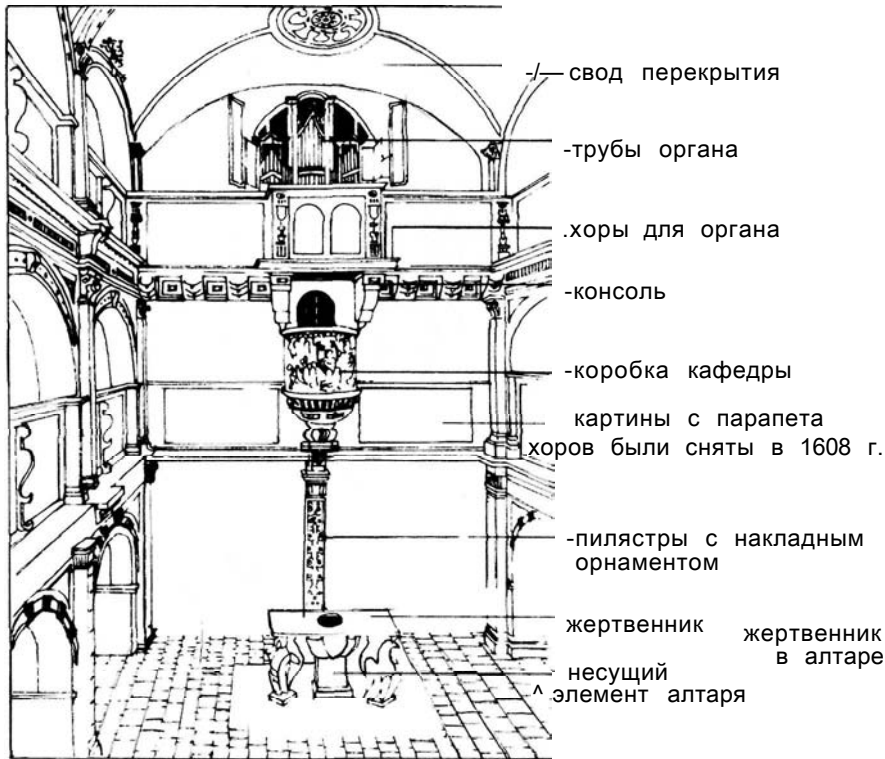 -/— свод перекрытия
-трубы органа
.хоры для органа
-консоль
-коробка кафедры
картины с парапета
хоров были сняты в 1608 г.
-пилястры с накладным
орнаментом
жертвенник
жертвенник
в алтаре
несущий
^ элемент алтаря